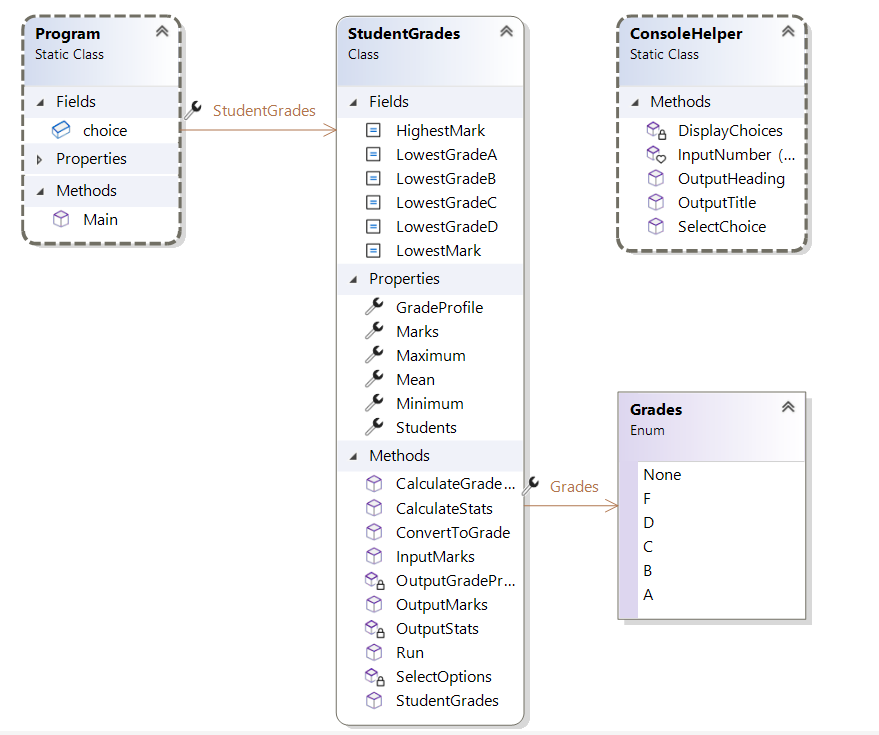 Program
Static Class
Fields
choice
Properties
Methods
Main
StudentGrades
StudentGrades
Class
Fields
HighestMark
LowestGradeA
LowestGradeB
LowestGradeC
LowestGradeD
LowestMark
Properties
GradeProfile
Marks
Maximum
Mean
Minimum
Students
Methods
CalculateGrade...
CalculateStats
ConvertToGrade
InputMarks
OutputGradePr...
OutputMarks
OutputStats
Run
SelectOptions
StudentGrades
ConsoleHelper
Static Class
Methods
DisplayChoices
InputNumber (...
OutputHeading
OutputTitle
SelectChoice
Grades
Grades
Enum
None
F
D
C
B
A